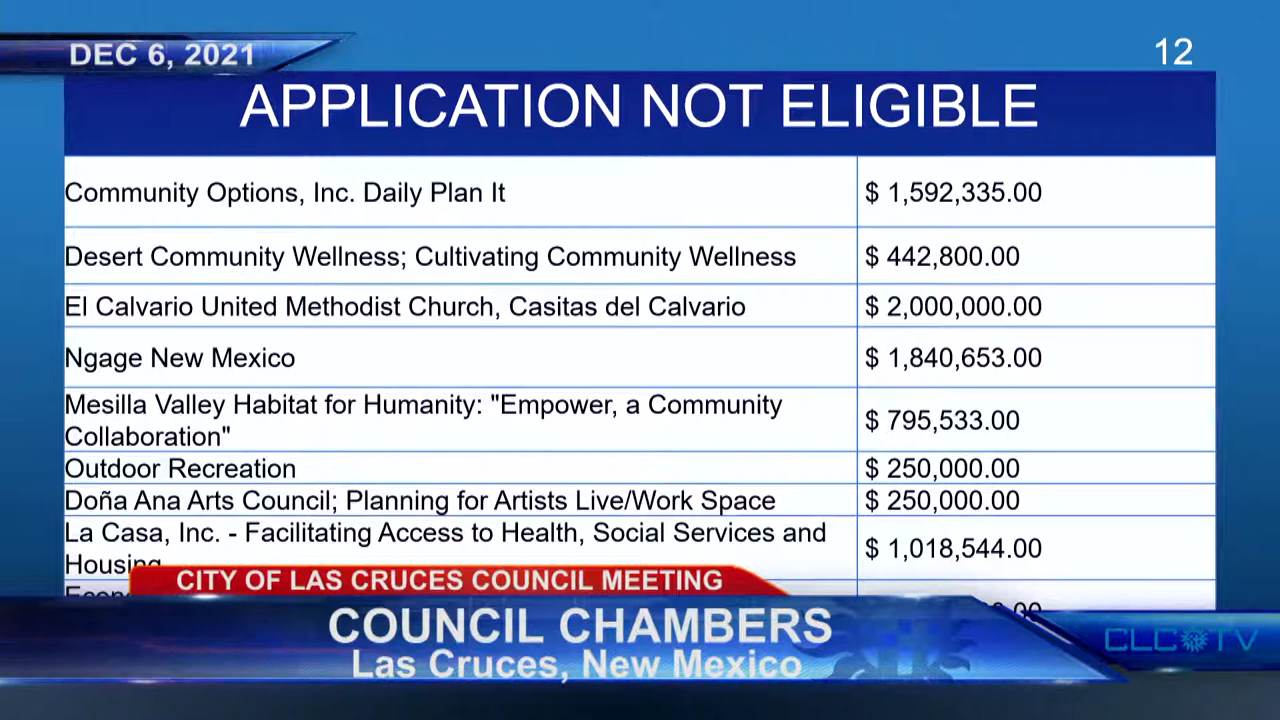 DEC 6, 2021
12
APPLICATION NOT ELIGIBLE
Community Options, Inc. Daily Plan It $ 1,592,335.00
Desert Community Wellness; Cultivating Community Wellness $ 442,800.00
El Calvario United Methodist Church, Casitas del Calvario $ 2,000,000.00
Ngage New Mexico $ 1,840,653.00
Mesilla Valley Habitat for Humanity: "Empower, a Community
Collaboration" $ 795,533.00
Outdoor Recreation $ 250,000.00
Doña Ana Arts Council; Planning for Artists Live/Work Space $ 250,000.00
La Casa, Inc. - Facilitating Access to Health, Social Services and
Housing $ 1,018,544.00
CITY OF LAS CRUCES COUNCIL MEETING
COUNCIL CHAMBERS
Las Cruces, New Mexico
CLC TV